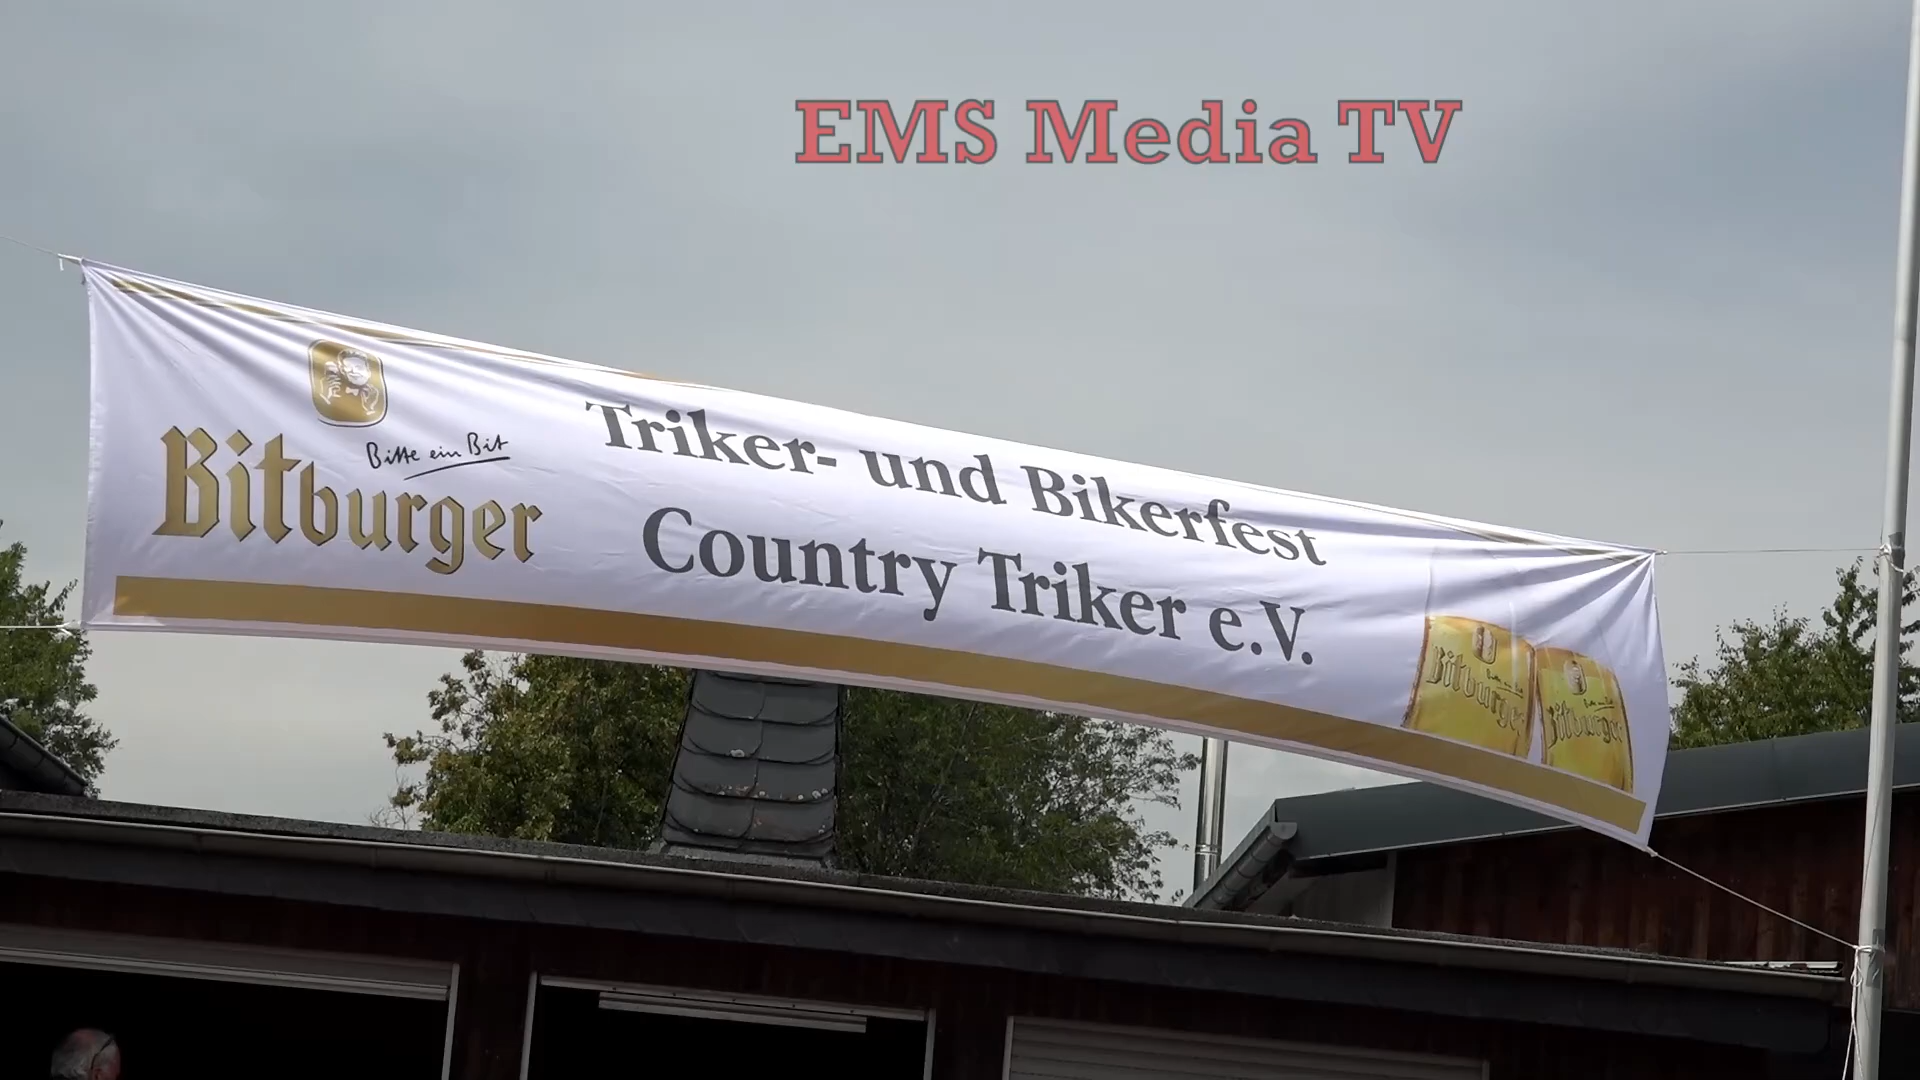 EMS Media TV
Bitte ein Bit
Bitburger
Triker- und Bikerfest
Country Triker e.V.
Bitburger
Bitburger